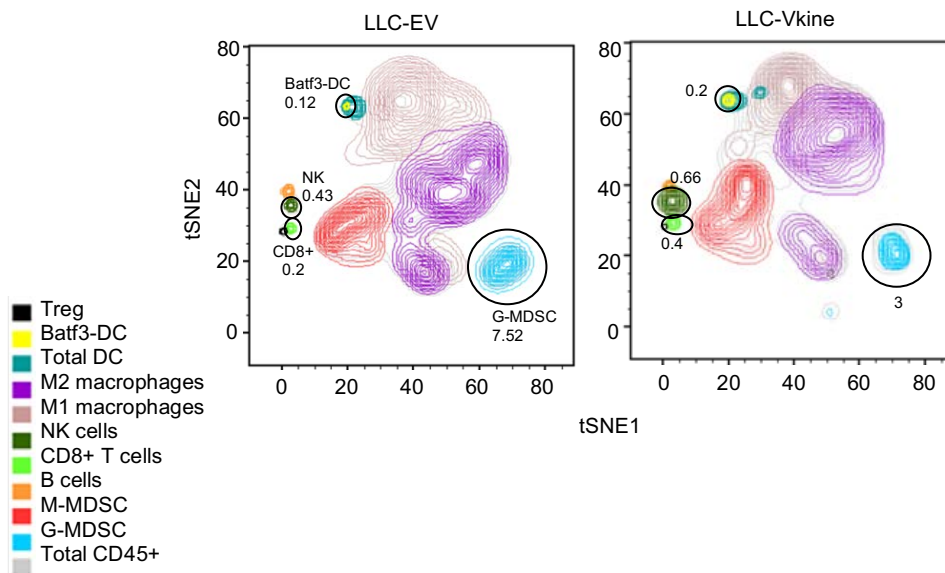 LLC-EV
LLC-Vkine
80
60
40
20
0
tSNE2
Batf3-DC
0.12
NK
0.43
CD8+
0.2
G-MDSC
7.52
0 20 40 60 80
80
60
40
20
0
0.2
0.66
0.4
3
0 20 40 60 80
tSNE1
Treg
Batf3-DC
Total DC
M2 macrophages
M1 macrophages
NK cells
CD8+ T cells
B cells
M-MDSC
G-MDSC
Total CD45+